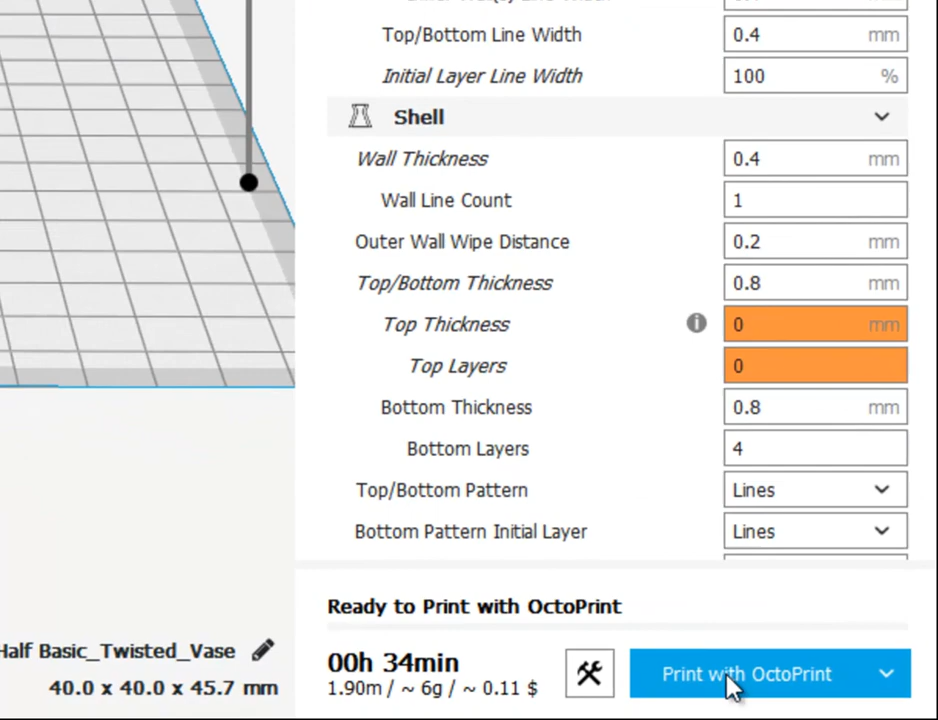 Top/Bottom Line Width 0.4 mm
Initial Layer Line Width 100 %
Shell
Wall Thickness 0.4 mm
Wall Line Count 1
Outer Wall Wipe Distance 0.2 mm
Top/Bottom Thickness 0.8 mm
Top Thickness i 0 mm
Top Layers 0
Bottom Thickness 0.8 mm
Bottom Layers 4
Top/Bottom Pattern Lines
Bottom Pattern Initial Layer Lines
Ready to Print with OctoPrint
Half Basic_Twisted_Vase
40.0 x 40.0 x 45.7 mm
00h 34min
1.90m / ~ 6g / ~ 0.11 $
Print with OctoPrint